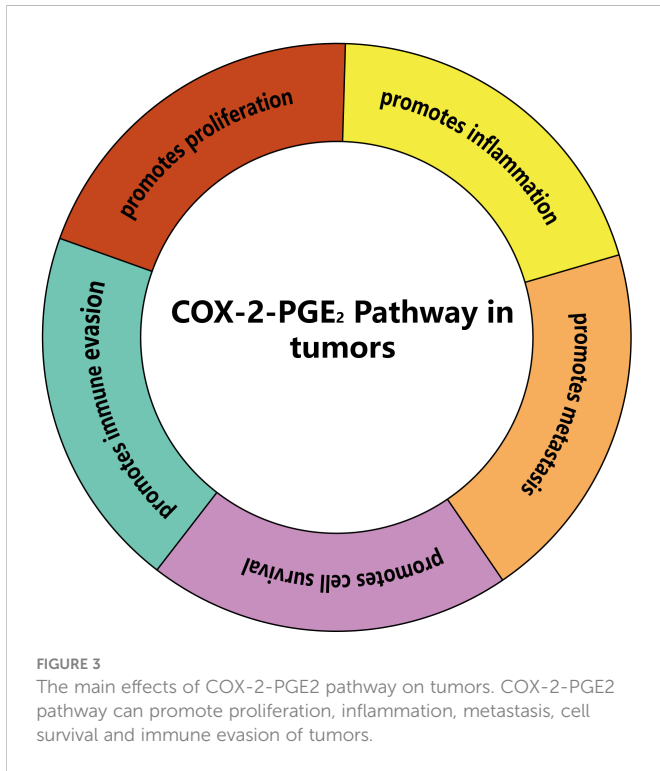 promotes proliferation
promotes inflammation
promotes metastasis
promotes cell survival
promotes immune evasion
COX-2-PGE₂ Pathway in
tumors
FIGURE 3
The main effects of COX-2-PGE2 pathway on tumors. COX-2-PGE2
pathway can promote proliferation, inflammation, metastasis, cell
survival and immune evasion of tumors.